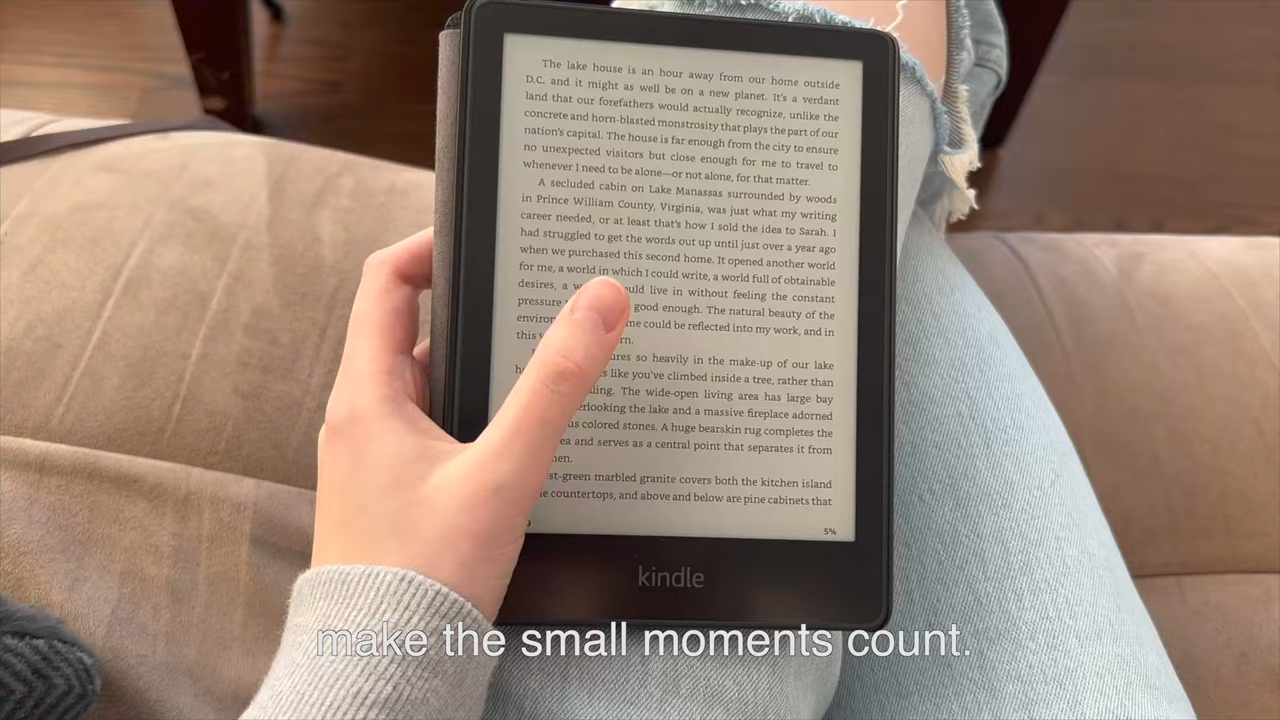 The lake house is an hour away from our home outside
D.C. and it might as well be on a new planet. It's a verdant
land that our forefathers would actually recognize, unlike the
concrete and horn-blasted monstrosity that plays the part of our
nation's capital. The house is far enough from the city to ensure
no unexpected visitors but close enough for me to travel to
whenever I need to be alone—or not alone, for that matter.
A secluded cabin on Lake Manassas surrounded by woods
in Prince William County, Virginia, was just what my writing
career needed, or at least that's how I sold the idea to Sarah. I
had struggled to get the words out up until just over a year ago
when we purchased this second home. It opened another world
for me, a world in which I could write, a world full of obtainable
desires, a live in without feeling the constant
pressure good enough. The natural beauty of the
could be reflected into my work, and in
this
so heavily in the make-up of our lake
like you've climbed inside a tree, rather than
The wide-open living area has large bay
the lake and a massive fireplace adorned
colored stones. A huge bearskin rug completes the
and serves as a central point that separates it from
marbled granite covers both the kitchen island
countertops, and above and below are pine cabinets that
5%
kindle
make the small moments count.